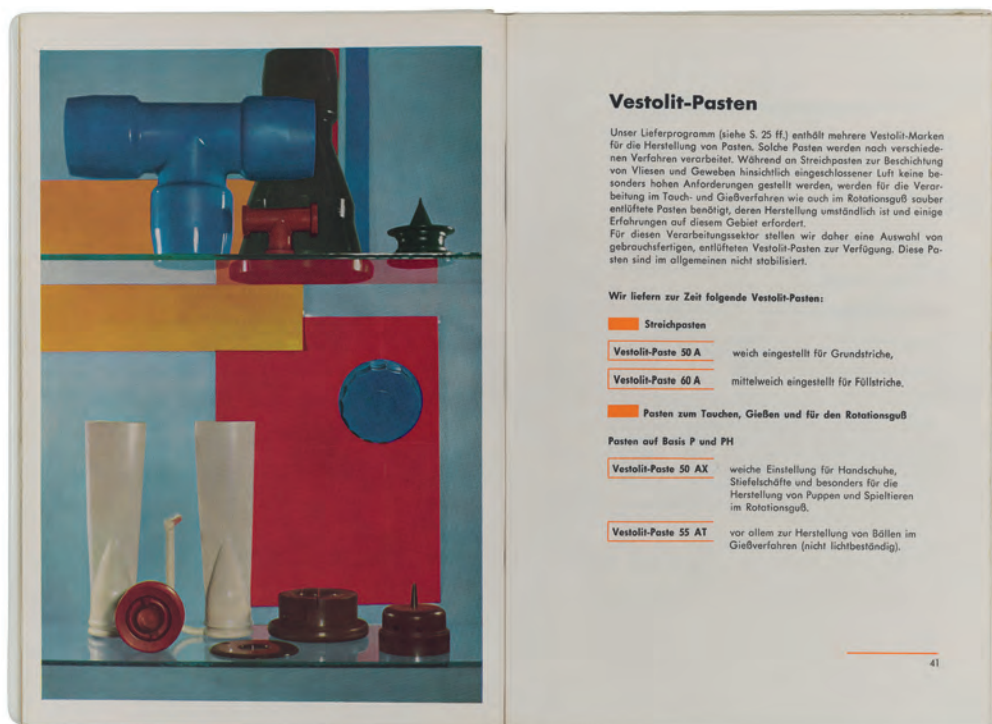 Vestolit-Pasten
Unser Lieferprogramm (siehe S. 25 ff.) enthält mehrere Vestolit-Marken
für die Herstellung von Pasten. Solche Pasten werden nach verschiede-
nen Verfahren verarbeitet. Während an Streichpasten zur Beschichtung
von Vliesen und Geweben hinsichtlich eingeschlossener Luft keine be-
sonders hohen Anforderungen gestellt werden, werden für die Verar-
beitung im Tauch- und Gießverfahren wie auch im Rotationsguß sauber
entlüftete Pasten benötigt, deren Herstellung umständlich ist und einige
Erfahrungen auf diesem Gebiet erfordert.
Für diesen Verarbeitungssektor stellen wir daher eine Auswahl von
gebrauchsfertigen, entlüfteten Vestolit-Pasten zur Verfügung. Diese Pa-
sten sind im allgemeinen nicht stabilisiert.
Wir liefern zur Zeit folgende Vestolit-Pasten:
Streichpasten
Vestolit-Paste 50 A weich eingestellt für Grundstriche,
Vestolit-Paste 60 A mittelweich eingestellt für Füllstriche.
Pasten zum Tauchen, Gießen und für den Rotationsguß
Pasten auf Basis P und PH
Vestolit-Paste 50 AX weiche Einstellung für Handschuhe,
Stiefelschäfte und besonders für die
Herstellung von Puppen und Spieltieren
im Rotationsguß.
Vestolit-Paste 55 AT vor allem zur Herstellung von Bällen im
Gießverfahren (nicht lichtbeständig).
41